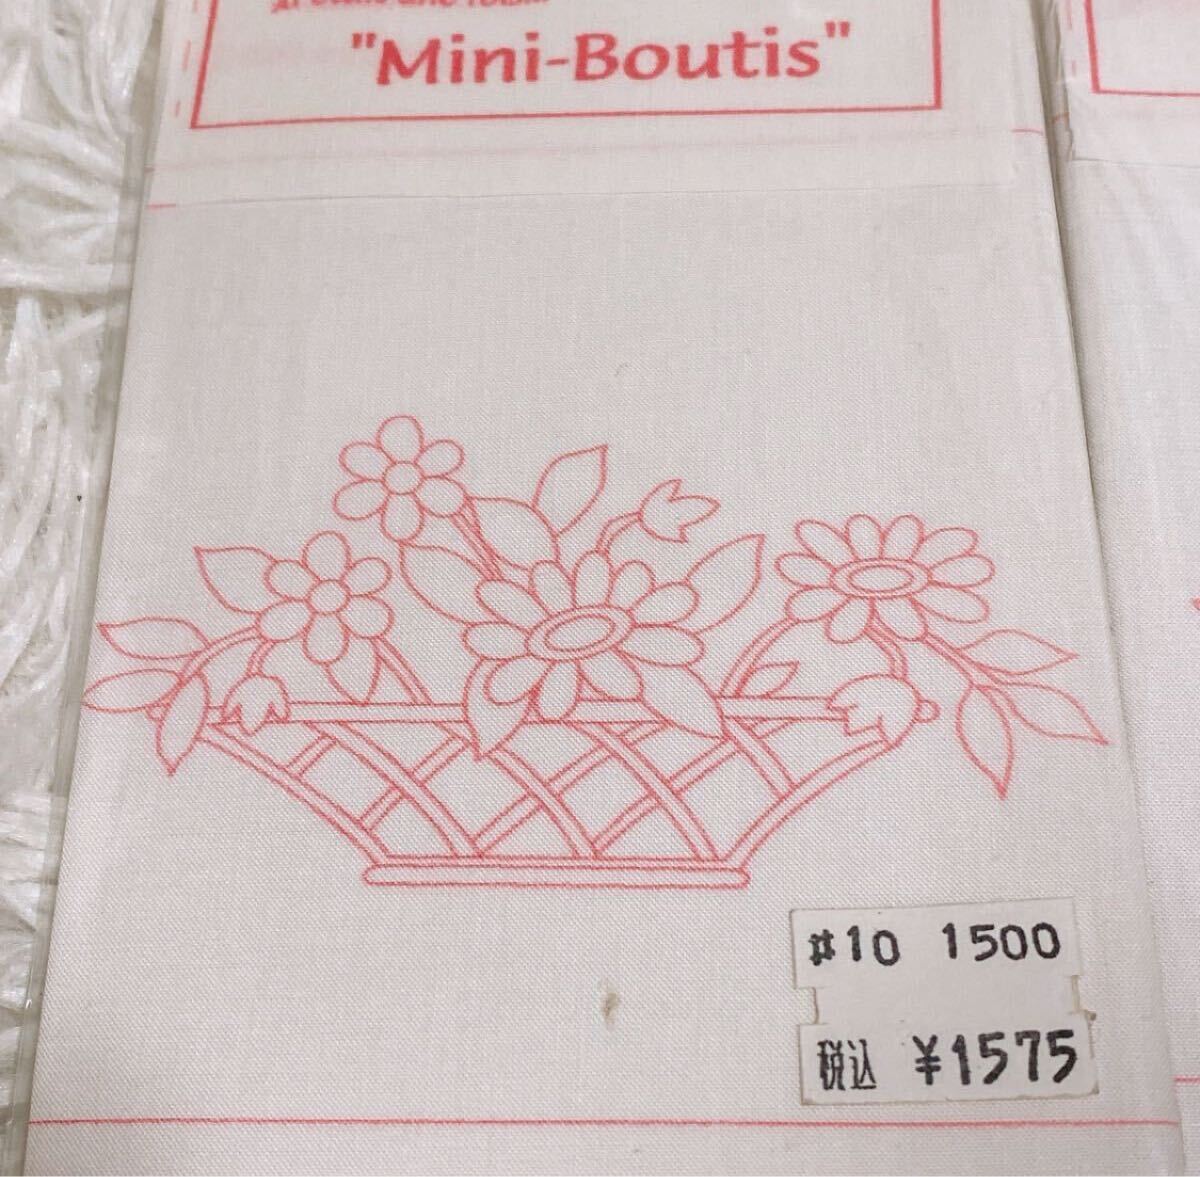 "Mini-Boutis"
#10 1500
税込 ¥1575